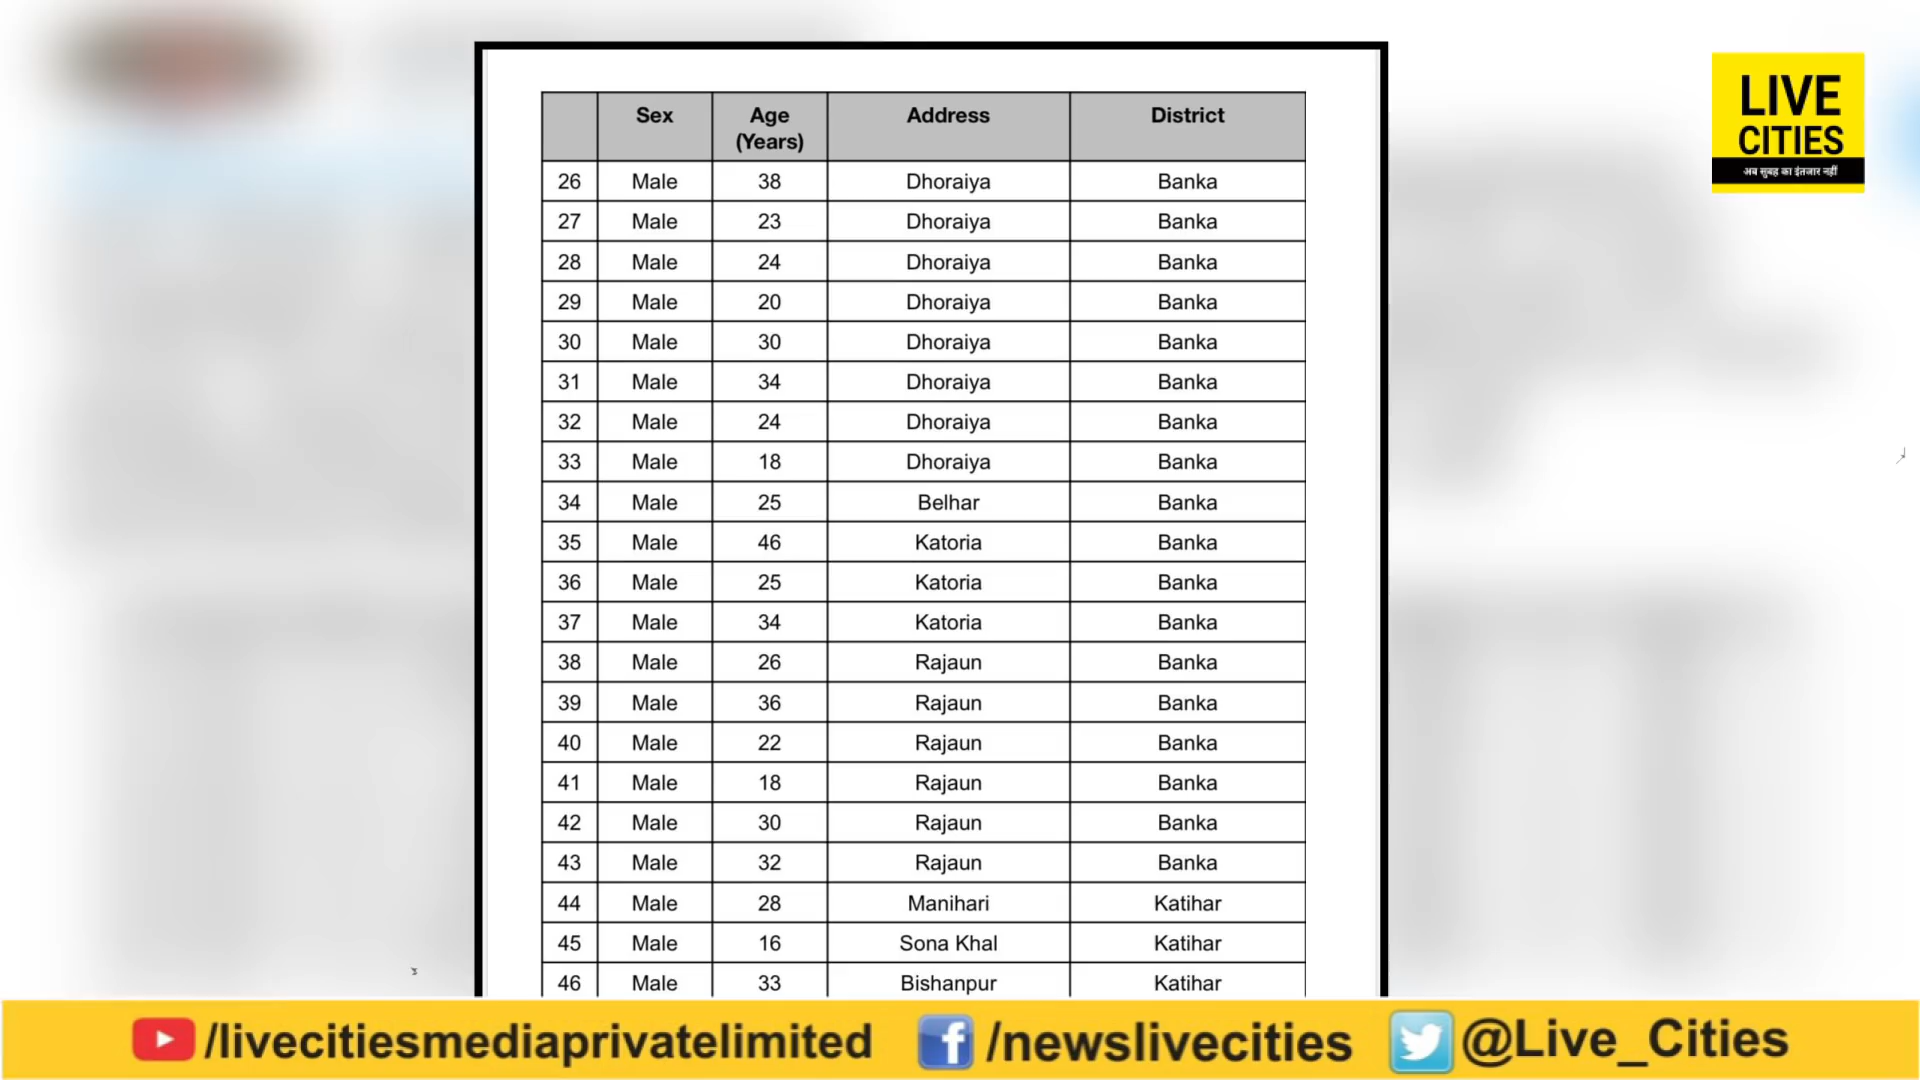 Sex Age (Years) Address District
26 Male 38 Dhoraiya Banka
27 Male 23 Dhoraiya Banka
28 Male 24 Dhoraiya Banka
29 Male 20 Dhoraiya Banka
30 Male 30 Dhoraiya Banka
31 Male 34 Dhoraiya Banka
32 Male 24 Dhoraiya Banka
33 Male 18 Dhoraiya Banka
34 Male 25 Belhar Banka
35 Male 46 Katoria Banka
36 Male 25 Katoria Banka
37 Male 34 Katoria Banka
38 Male 26 Rajaun Banka
39 Male 36 Rajaun Banka
40 Male 22 Rajaun Banka
41 Male 18 Rajaun Banka
42 Male 30 Rajaun Banka
43 Male 32 Rajaun Banka
44 Male 28 Manihari Katihar
45 Male 16 Sona Khal Katihar
46 Male 33 Bishanpur Katihar
LIVE
CITIES
अब सुबह का इंतजार नहीं
/livecitiesmediaprivatelimited /newslivecities @Live_Cities